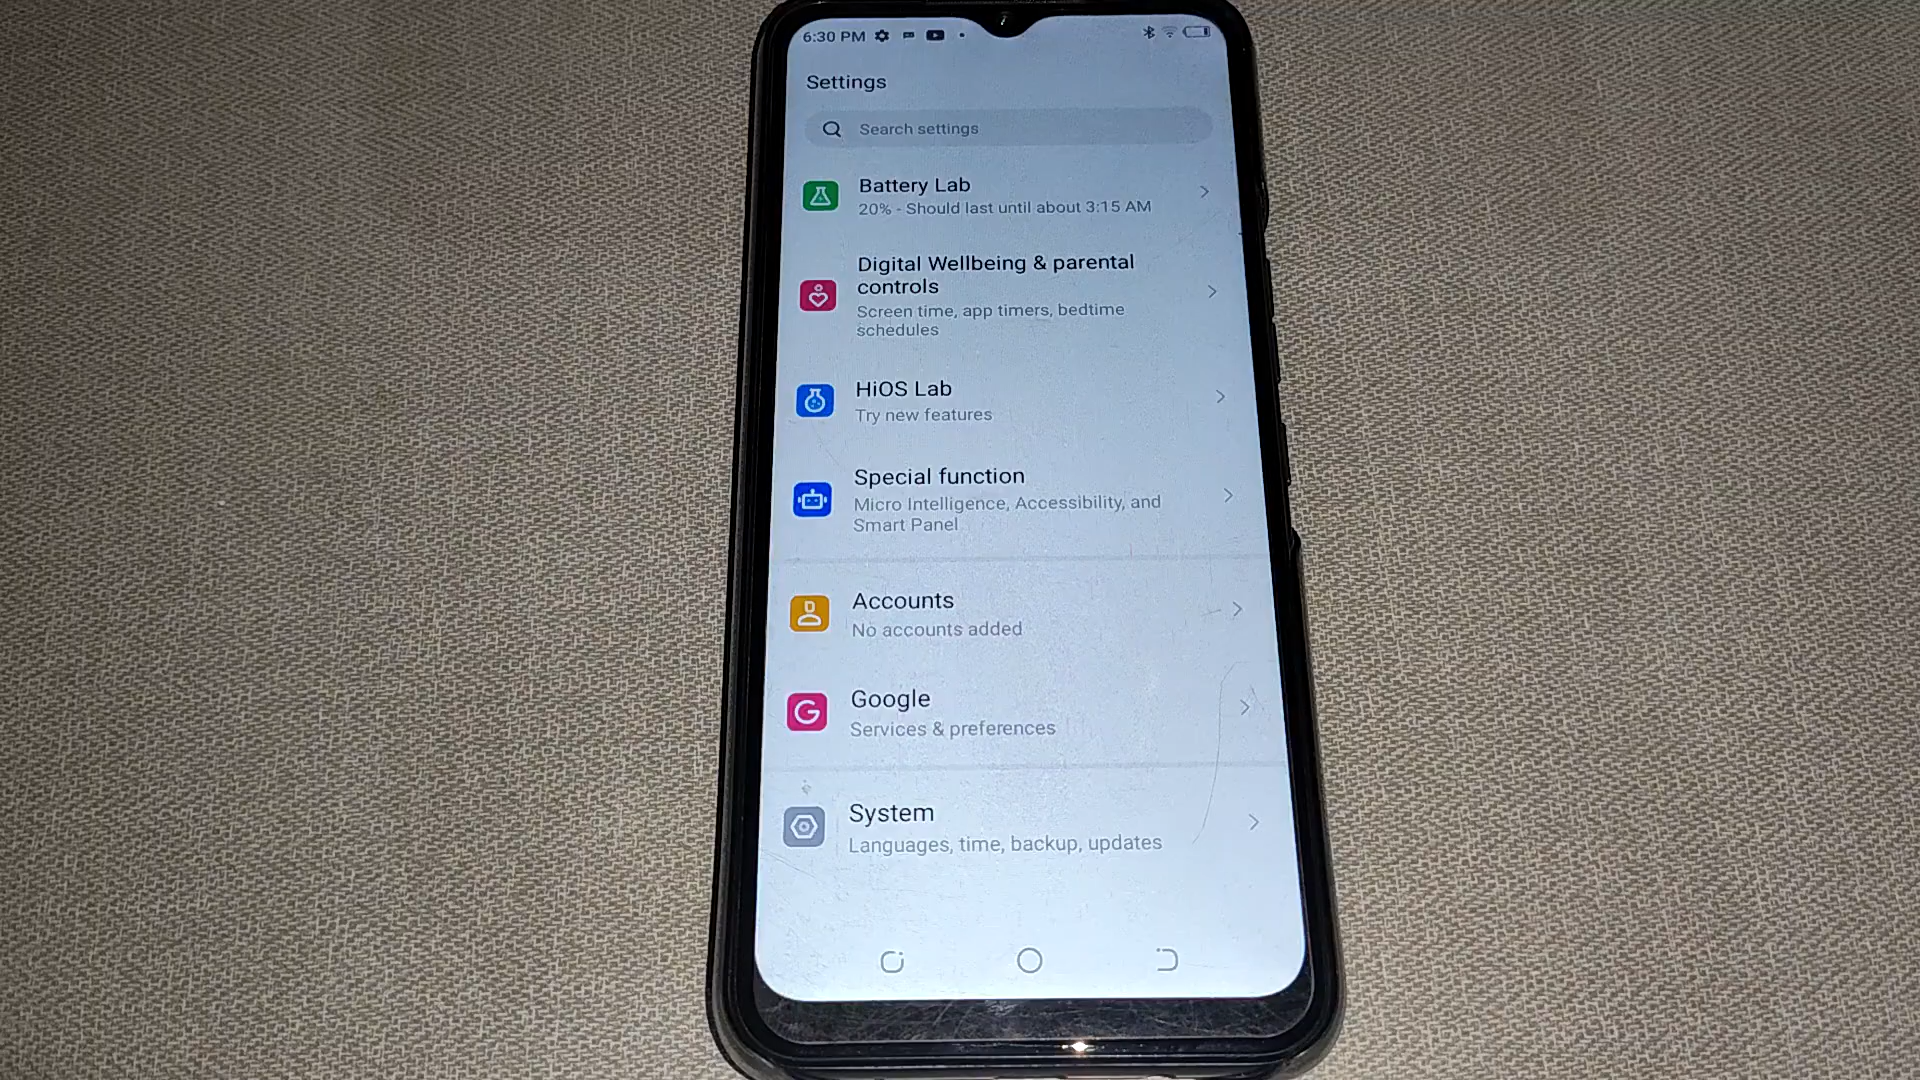 6:30 PM
Settings
Search settings
Battery Lab
20% - Should last until about 3:15 AM
Digital Wellbeing & parental
controls
Screen time, app timers, bedtime
schedules
HiOS Lab
Try new features
Special function
Micro Intelligence, Accessibility, and
Smart Panel
Accounts
No accounts added
Google
Services & preferences
System
Languages, time, backup, updates